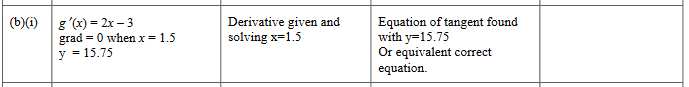 (b)(i)
g '(x) = 2x – 3
grad = 0 when x = 1.5
y = 15.75
Derivative given and
solving x=1.5
Equation of tangent found
with y=15.75
Or equivalent correct
equation.